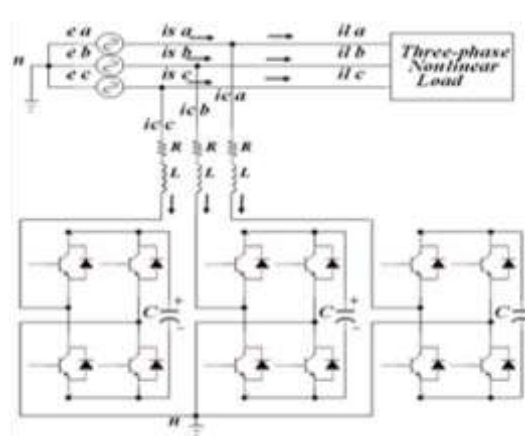 e a is a il a
e b is b il b
n
e c is c il c
Three-phase
Nonlinear
Load
ic a
ic b
ic c
R R R
L L L
C + C + C
- -
n